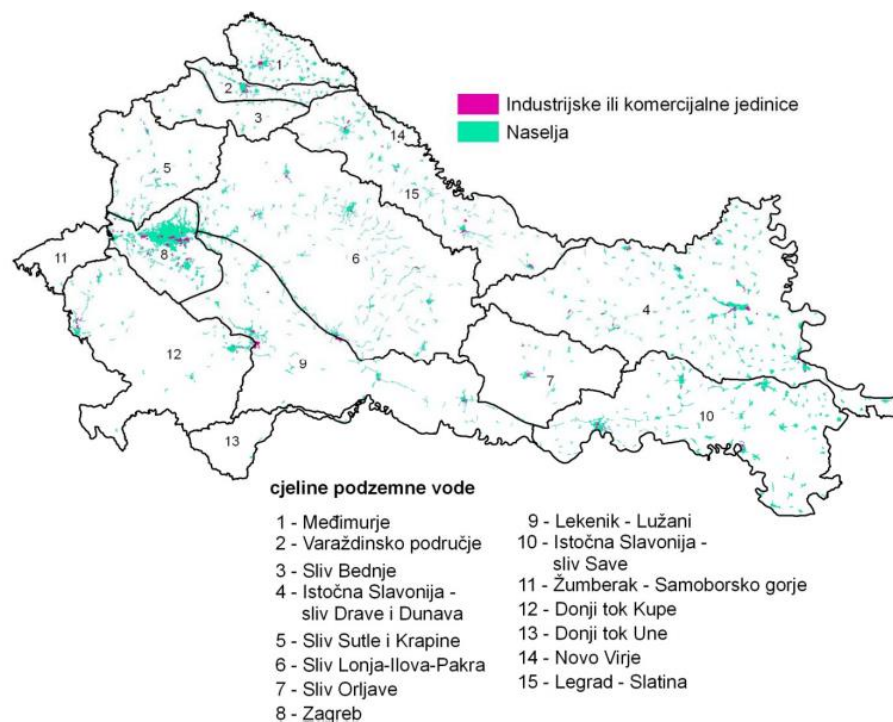 1
2
3
14
Industrijske ili komercijalne jedinice
Naselja
5
15
8
11
6
4
12
9
7
10
13
cjeline podzemne vode
1 - Međimurje
2 - Varaždinsko područje
3 - Sliv Bednje
4 - Istočna Slavonija -
sliv Drave i Dunava
5 - Sliv Sutle i Krapine
6 - Sliv Lonja-Ilova-Pakra
7 - Sliv Orljave
8 - Zagreb
9 - Lekenik - Lužani
10 - Istočna Slavonija -
sliv Save
11 - Žumberak - Samoborsko gorje
12 - Donji tok Kupe
13 - Donji tok Une
14 - Novo Virje
15 - Legrad - Slatina